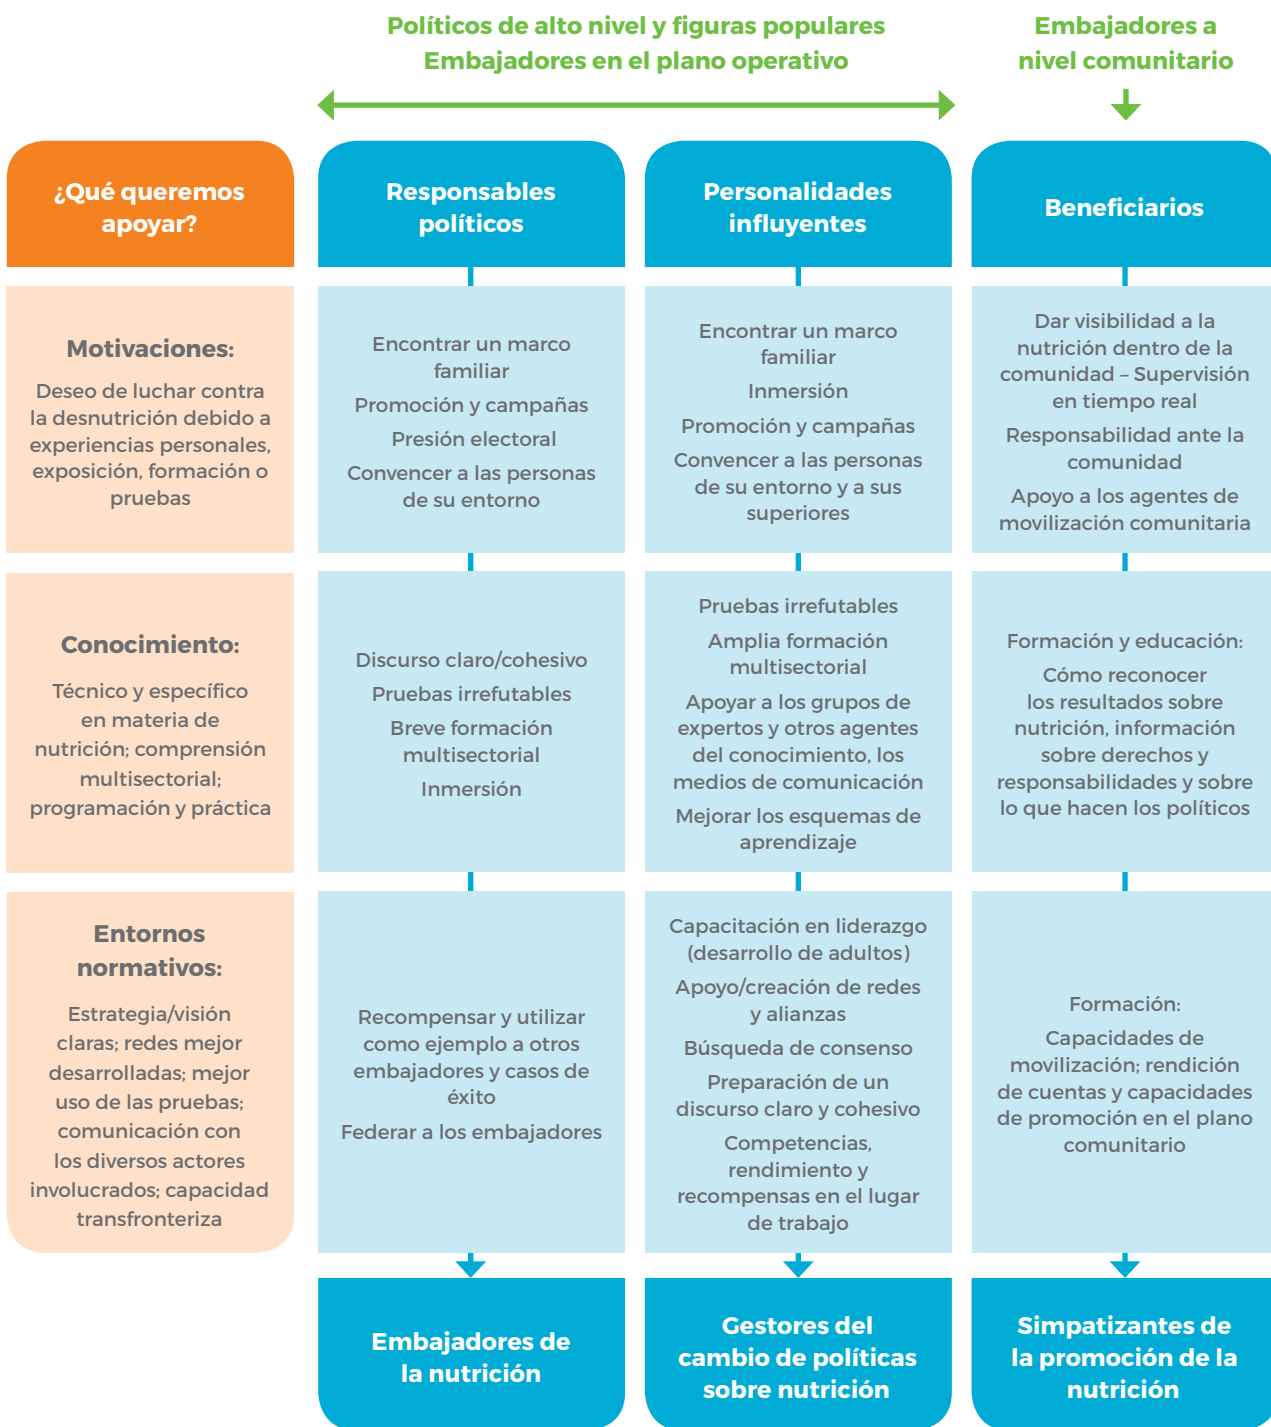 Políticos de alto nivel y figuras populares
Embajadores en el plano operativo
Embajadores a
nivel comunitario
¿Qué queremos
apoyar?
Responsables
políticos
Personalidades
influyentes
Beneficiarios
Motivaciones:
Deseo de luchar contra
la desnutrición debido a
experiencias personales,
exposición, formación o
pruebas
Encontrar un marco
familiar
Promoción y campañas
Presión electoral
Convencer a las personas
de su entorno
Encontrar un marco
familiar
Inmersión
Promoción y campañas
Convencer a las personas
de su entorno y a sus
superiores
Dar visibilidad a la
nutrición dentro de la
comunidad – Supervisión
en tiempo real
Responsabilidad ante la
comunidad
Apoyo a los agentes de
movilización comunitaria
Conocimiento:
Técnico y específico
en materia de
nutrición; comprensión
multisectorial;
programación y práctica
Discurso claro/cohesivo
Pruebas irrefutables
Breve formación
multisectorial
Inmersión
Pruebas irrefutables
Amplia formación
multisectorial
Apoyar a los grupos de
expertos y otros agentes
del conocimiento, los
medios de comunicación
Mejorar los esquemas de
aprendizaje
Formación y educación:
Cómo reconocer
los resultados sobre
nutrición, información
sobre derechos y
responsabilidades y sobre
lo que hacen los políticos
Entornos
normativos:
Estrategia/visión
claras; redes mejor
desarrolladas; mejor
uso de las pruebas;
comunicación con
los diversos actores
involucrados; capacidad
transfronteriza
Recompensar y utilizar
como ejemplo a otros
embajadores y casos de
éxito
Federar a los embajadores
Capacitación en liderazgo
(desarrollo de adultos)
Apoyo/creación de redes
y alianzas
Búsqueda de consenso
Preparación de un
discurso claro y cohesivo
Competencias,
rendimiento y
recompensas en el lugar
de trabajo
Formación:
Capacidades de
movilización; rendición
de cuentas y capacidades
de promoción en el plano
comunitario
Embajadores de
la nutrición
Gestores del
cambio de políticas
sobre nutrición
Simpatizantes de
la promoción de la
nutrición